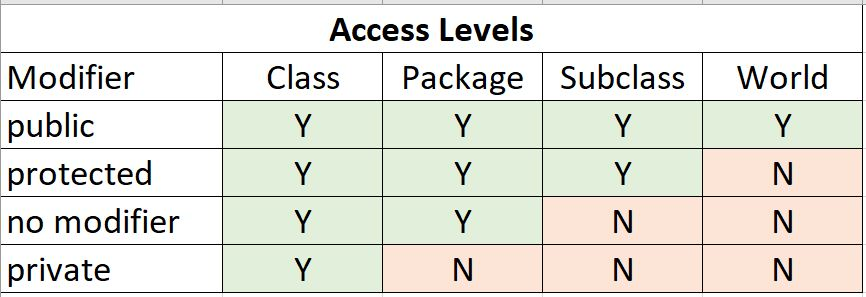 Access Levels
Modifier Class Package Subclass World
public Y Y Y Y
protected Y Y Y N
no modifier Y Y N N
private Y N N N